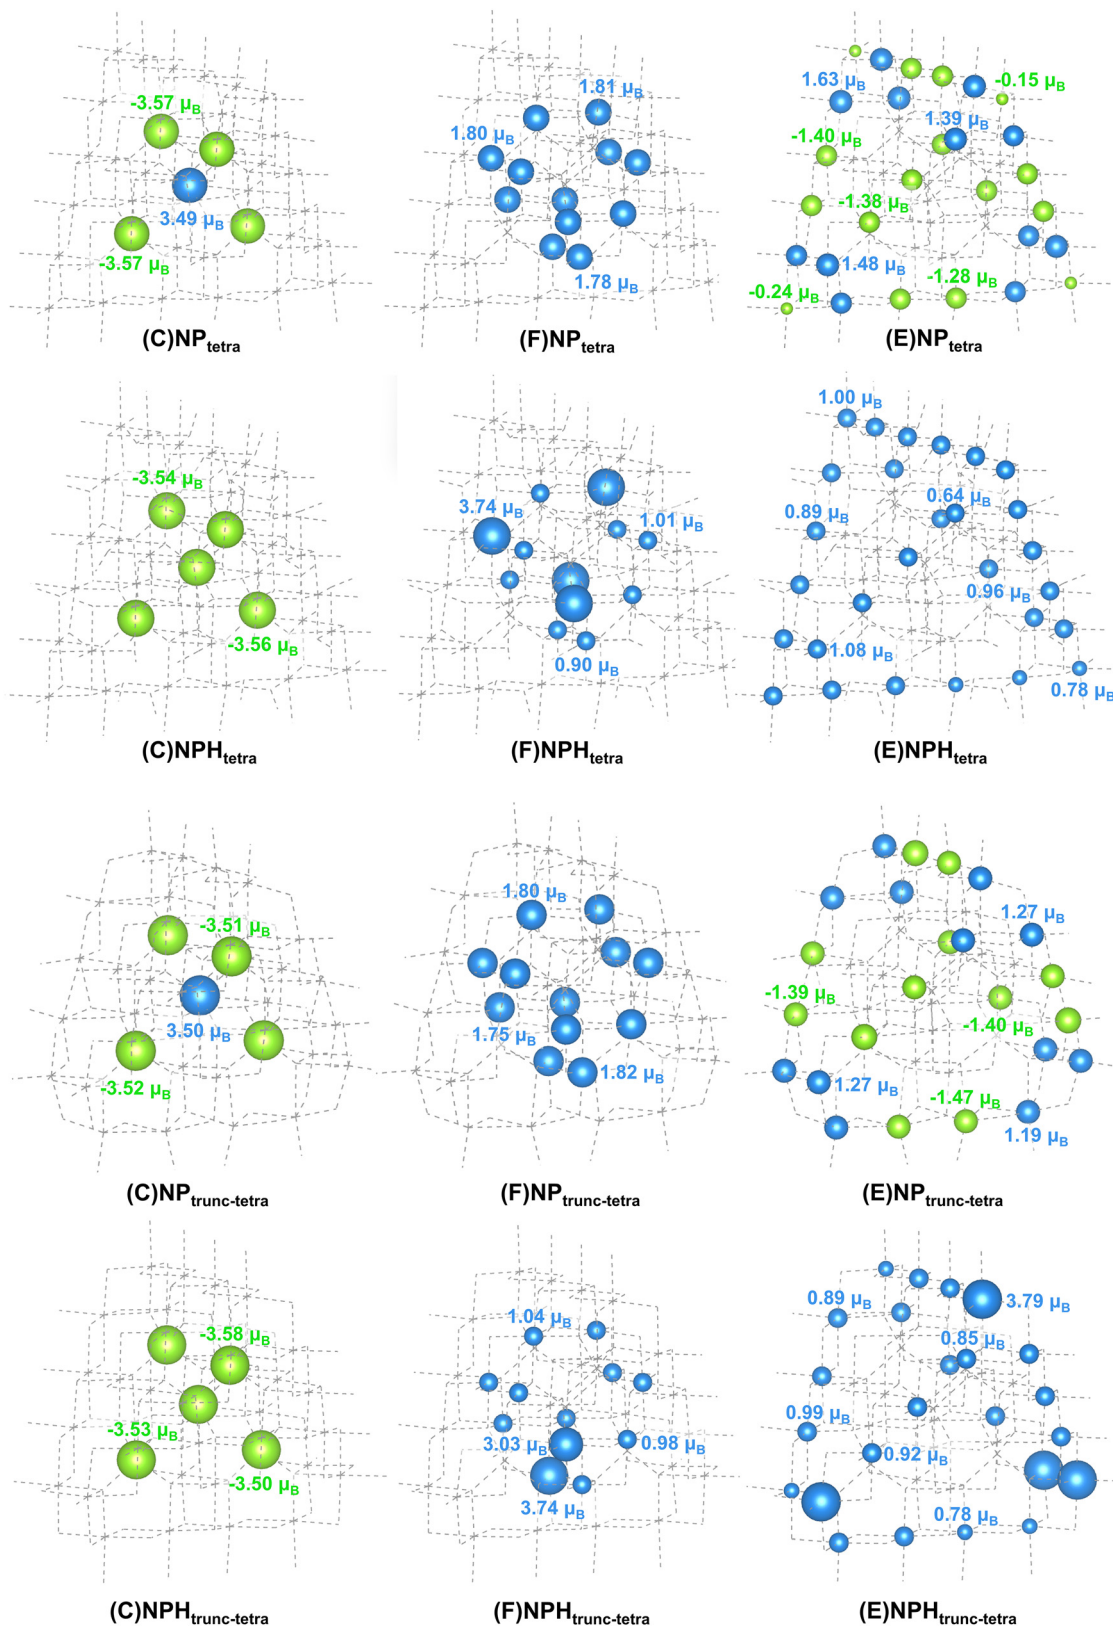 -3.57 μB
3.49 μB
-3.57 μB
(C)NPtetra
1.81 μB
1.80 μB
1.78 μB
(F)NPtetra
1.63 μB
-0.15 μB
1.39 μB
-1.40 μB
-1.38 μB
1.48 μB
-1.28 μB
-0.24 μB
(E)NPtetra
-3.54 μB
-3.56 μB
(C)NPHtetra
3.74 μB
1.01 μB
0.90 μB
(F)NPHtetra
1.00 μB
0.64 μB
0.89 μB
0.96 μB
1.08 μB
0.78 μB
(E)NPHtetra
-3.51 μB
3.50 μB
-3.52 μB
(C)NPtrunc-tetra
1.80 μB
1.75 μB
1.82 μB
(F)NPtrunc-tetra
1.27 μB
-1.39 μB
-1.40 μB
1.27 μB
-1.47 μB
1.19 μB
(E)NPtrunc-tetra
-3.58 μB
-3.53 μB
-3.50 μB
(C)NPHtrunc-tetra
1.04 μB
3.03 μB
0.98 μB
3.74 μB
(F)NPHtrunc-tetra
0.89 μB
3.79 μB
0.85 μB
0.99 μB
0.92 μB
0.78 μB
(E)NPHtrunc-tetra